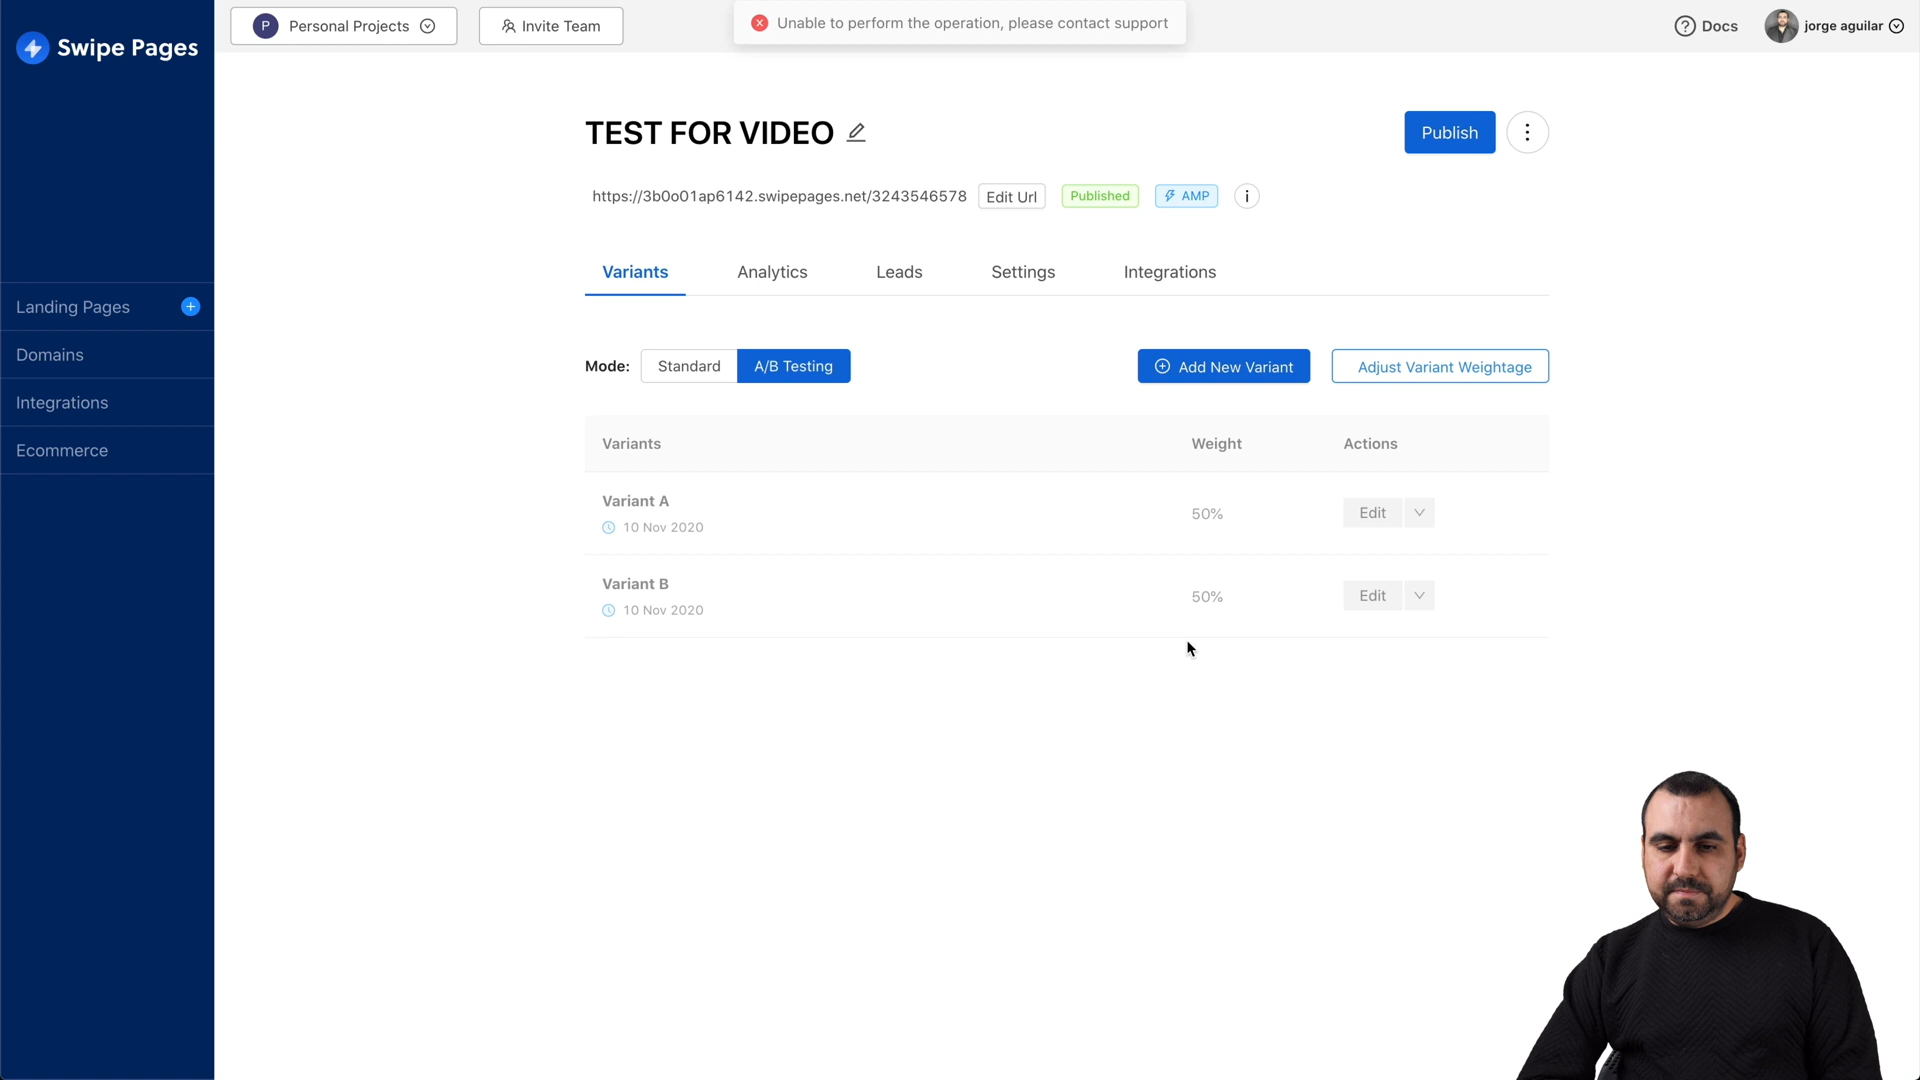 Swipe Pages
P Personal Projects
Invite Team
Unable to perform the operation, please contact support
Docs
jorge aguilar
TEST FOR VIDEO
Publish
https://3b0o01ap6142.swipepages.net/3243546578
Edit Url
Published
AMP
i
Landing Pages
Domains
Integrations
Ecommerce
Variants
Analytics
Leads
Settings
Integrations
Mode:
Standard
A/B Testing
Add New Variant
Adjust Variant Weightage
Variants
Weight
Actions
Variant A
10 Nov 2020
50%
Edit
Variant B
10 Nov 2020
50%
Edit